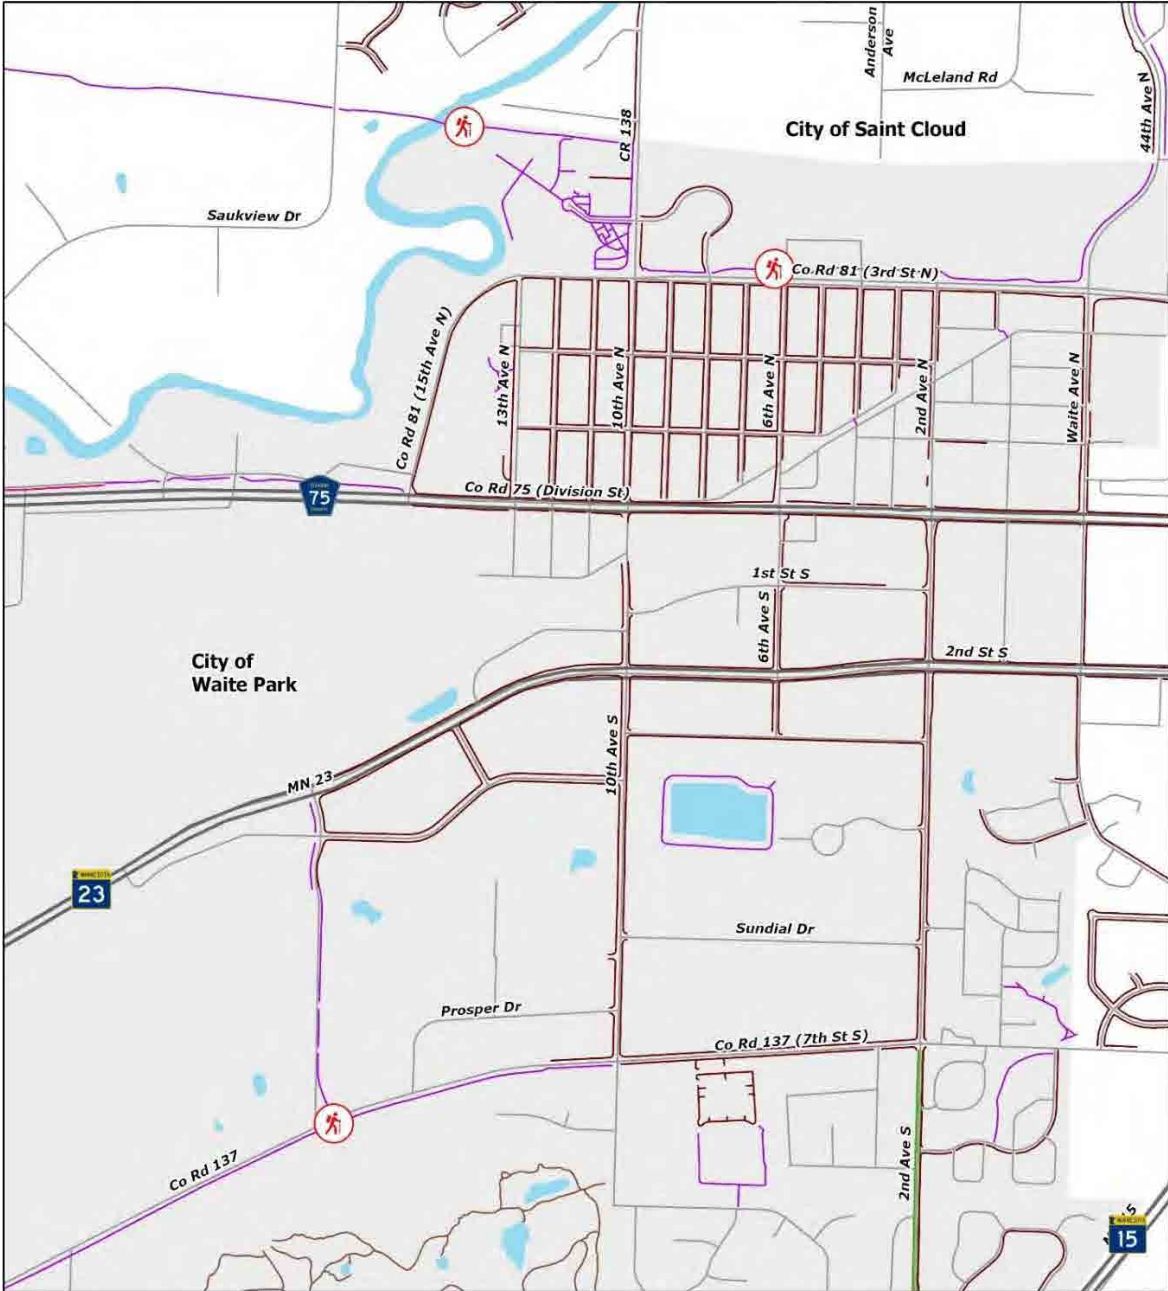 Anderson
Ave
McLeland Rd
44th Ave N
City of Saint Cloud
CR 138
Saukview Dr
Co Rd 81 (3rd St N)
Co Rd 81 (15th Ave N)
13th Ave N
10th Ave N
6th Ave N
2nd Ave N
Waite Ave N
Co Rd 75 (Division St)
75
1st St S
6th Ave S
2nd St S
City of
Waite Park
10th Ave S
MN 23
MINNESOTA
23
Sundial Dr
Prosper Dr
Co Rd 137 (7th St S)
2nd Ave S
Co Rd 137
MINNESOTA
15